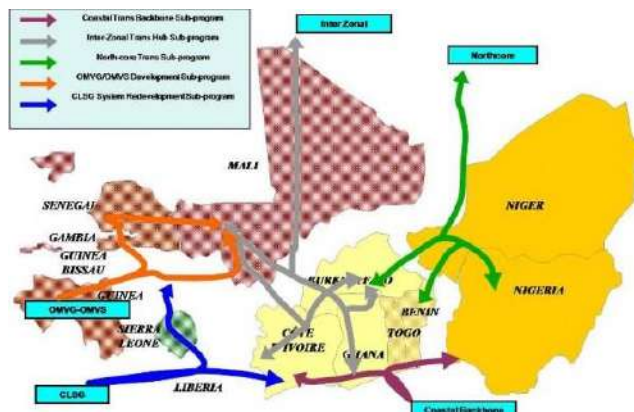 Coastal Trans Backbone Sub-program
Inter-Zonal Trans Hub Sub-program
North-core Trans Sub-program
OMVG/OMVS Development Sub-program
CLSG System Redevelopment Sub-program
Inter Zonal
Northcore
MALI
NIGER
SENEGAL
GAMBIA
GUINEA
BISSAU
GUINEA
NIGERIA
BENIN
OMVG-OMVS
SIERRA
LEONE
COTE
D'IVOIRE
GHANA
TOGO
CLSG
LIBERIA
Coastal Backbone